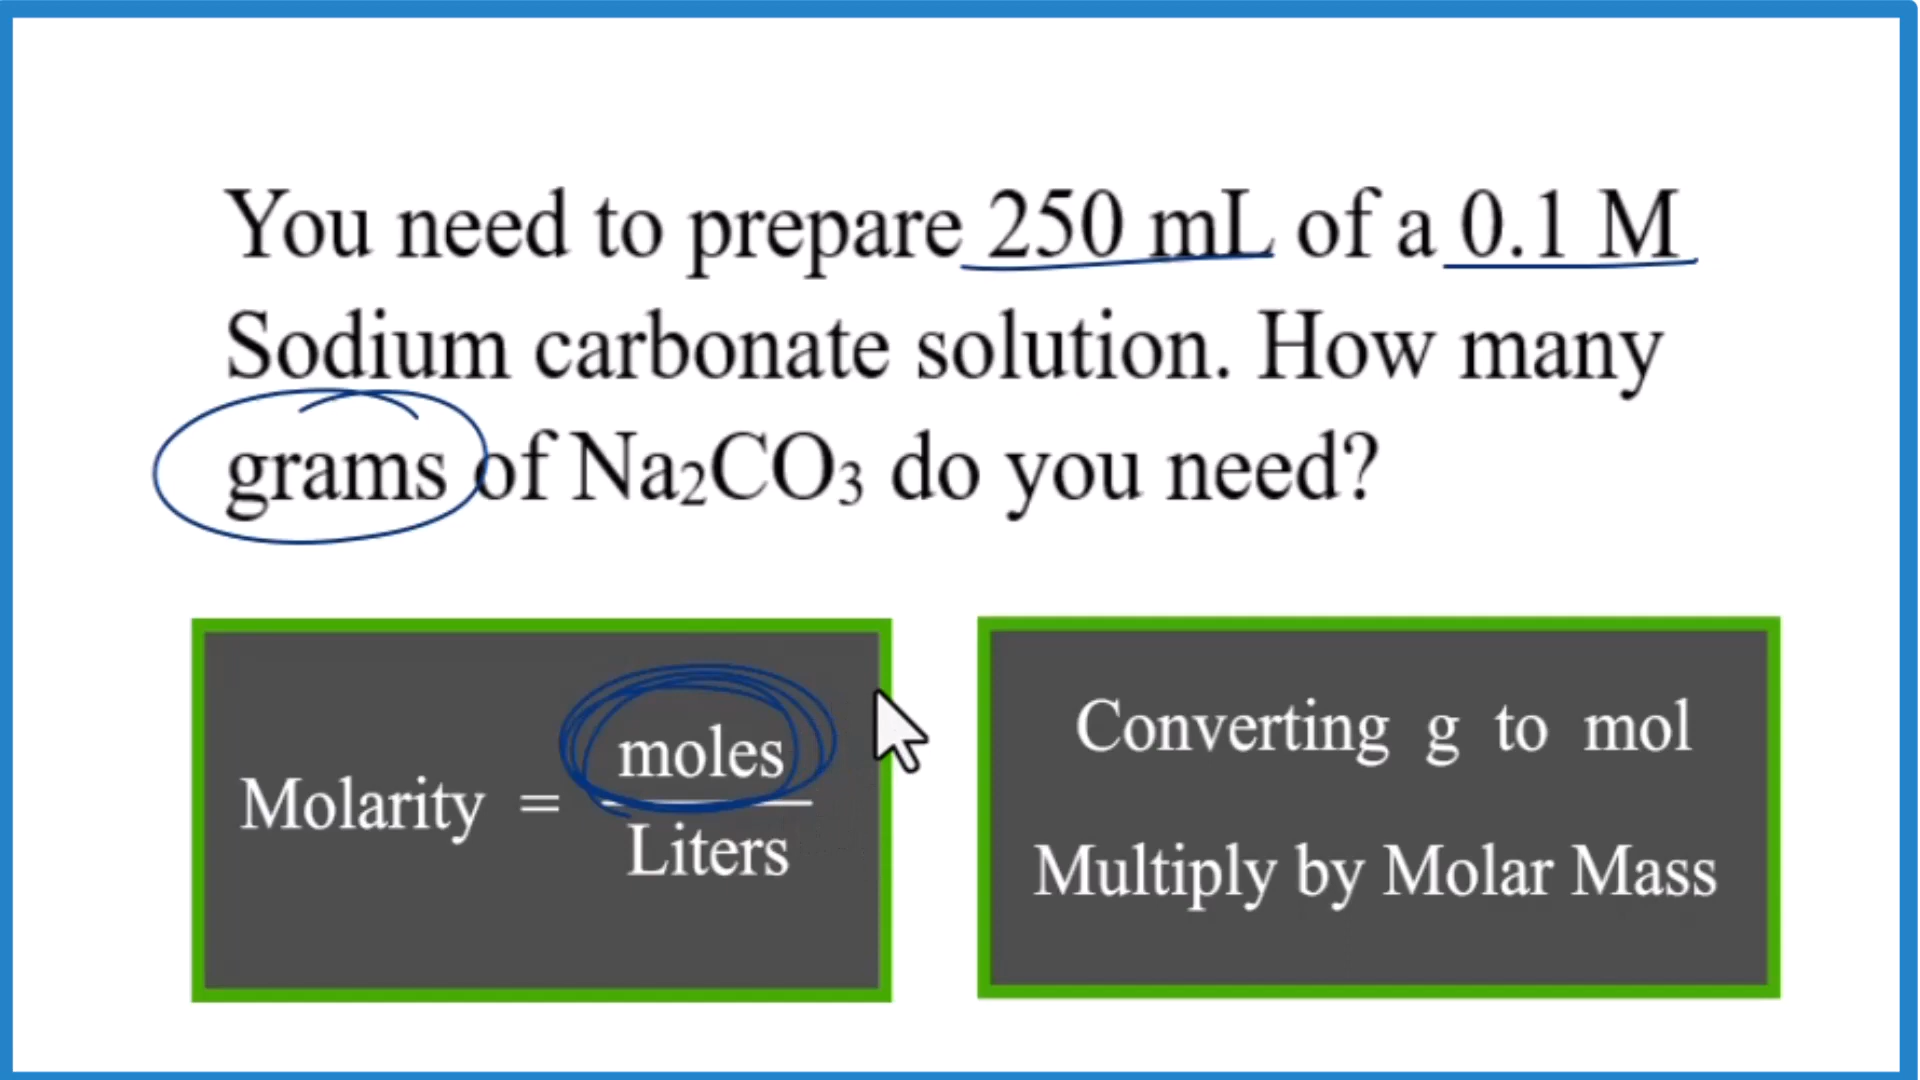 You need to prepare 250 mL of a 0.1 M
Sodium carbonate solution. How many
grams of Na₂CO₃ do you need?
Molarity = moles
Liters
Converting g to mol
Multiply by Molar Mass